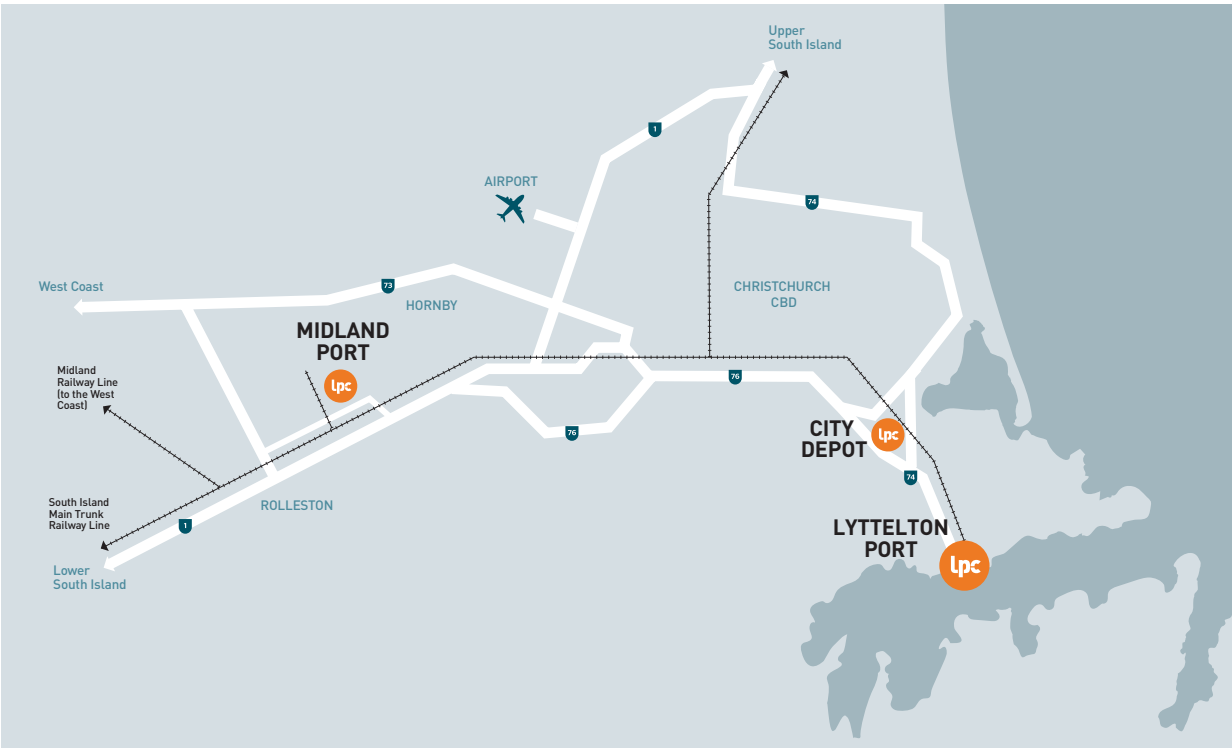 Upper
South Island
1
AIRPORT
74
West Coast
73
HORNBY
CHRISTCHURCH
CBD
MIDLAND
PORT
lpc
Midland
Railway Line
(to the West
Coast)
76
76
CITY
DEPOT
lpc
74
South Island
Main Trunk
Railway Line
ROLLESTON
1
LYTTELTON
PORT
lpc
Lower
South Island